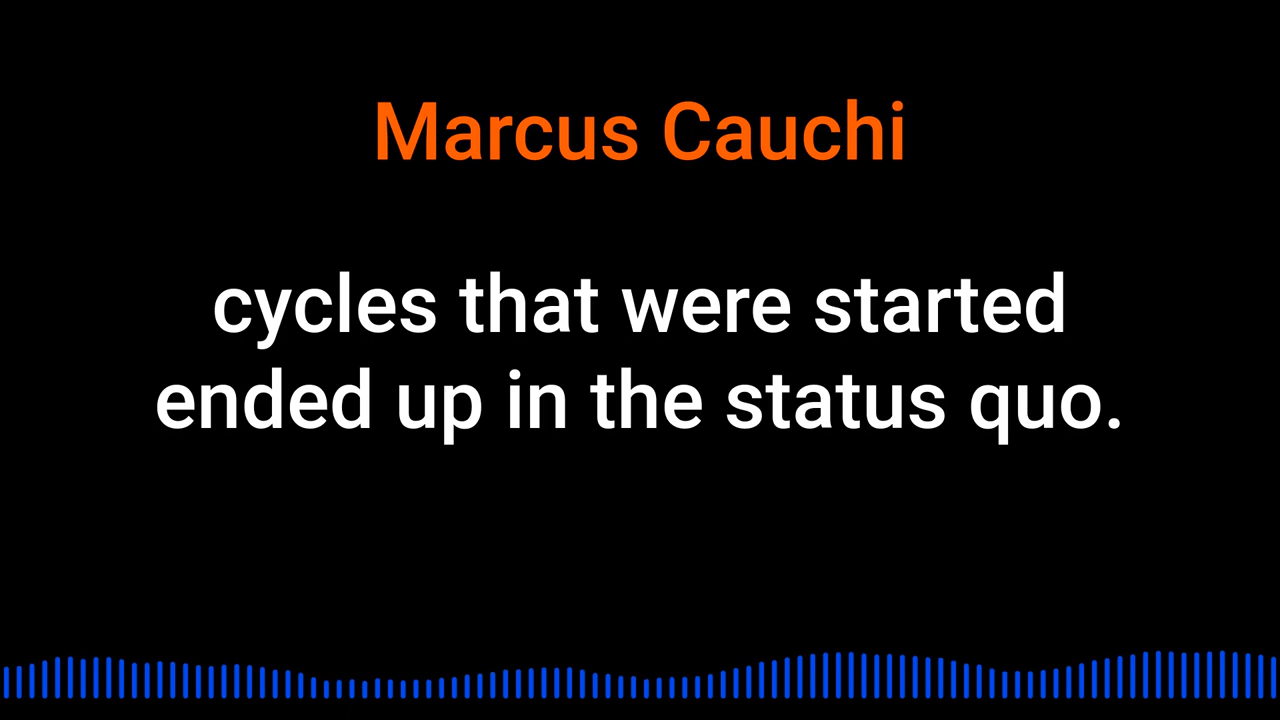 Marcus Cauchi
cycles that were started
ended up in the status quo.